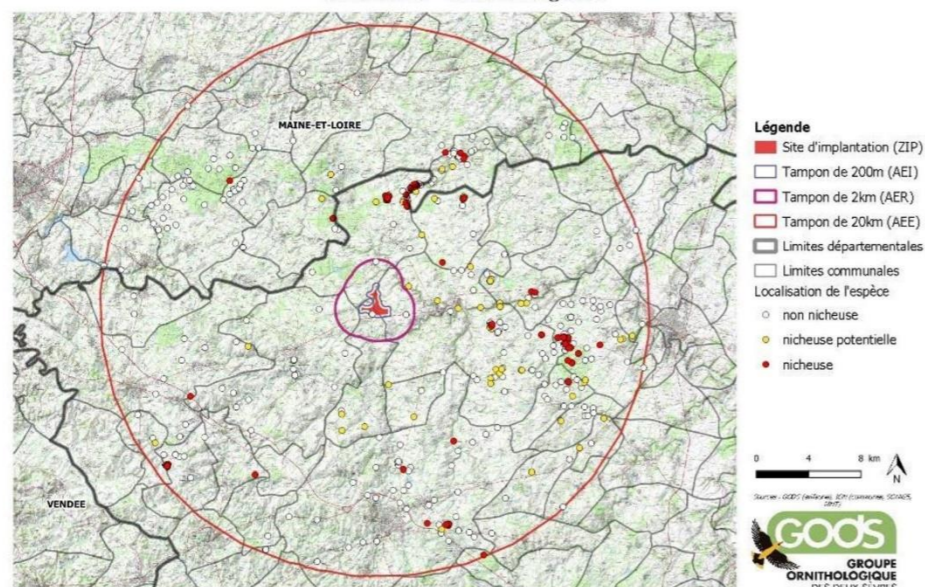 MAINE-ET-LOIRE
VENDEE
Légende
Site d'implantation (ZIP)
Tampon de 200m (AEI)
Tampon de 2km (AER)
Tampon de 20km (AEE)
Limites départementales
Limites communales
Localisation de l'espèce
non nicheuse
nicheuse potentielle
nicheuse
0 4 8 km
N
Sources : GODS
GODS
GROUPE
ORNITHOLOGIQUE